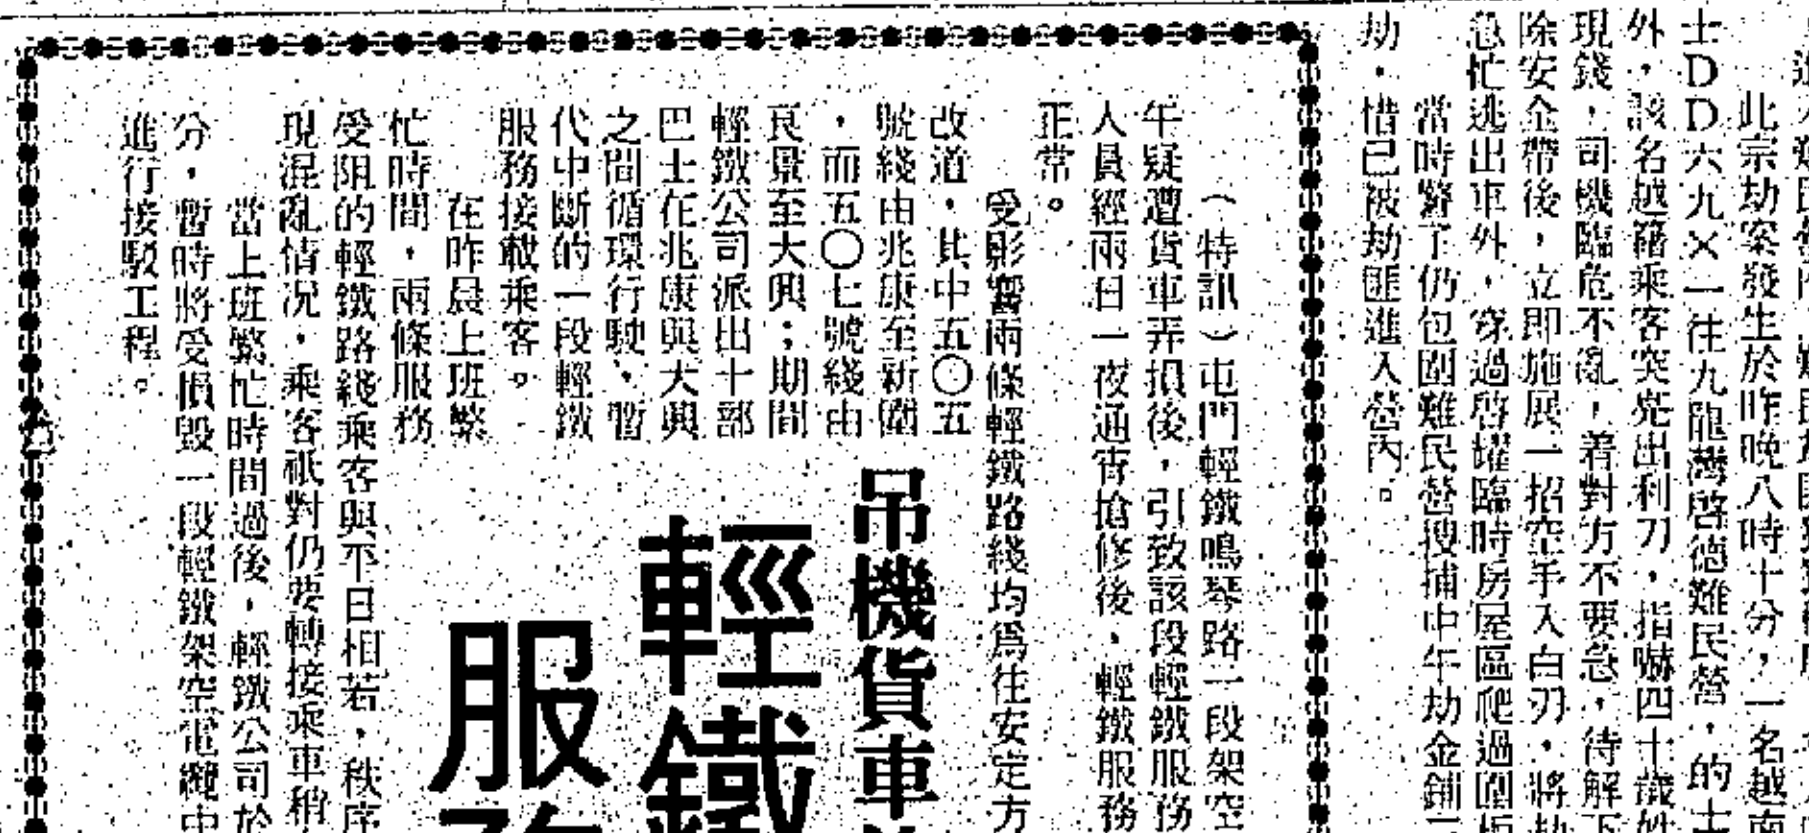 此宗劫案發生於昨晚八時十分，一名越南
士DD六九X一往九龍灣啓德難民營，的士
外，該名越籍乘客突亮出利刀，指嚇四十歲姓
現錢，司機臨危不亂，着對方不要急，待解下
除安全帶後，立即施展一招空手入白刃，將劫
急忙逃出車外，穿過啓耀臨時房屋區爬過圍板
當時警方仍包圍難民營搜捕中午劫金鋪
劫，惜已被劫匪進入營內。
吊機貨車
輕鐵
服務
（特訊）屯門輕鐵鳴琴路一段架空
午疑遭貨車弄損後，引致該段輕鐵服務
人員經兩日一夜通宵搶修後，輕鐵服務
正常。
受影響兩條輕鐵路綫均爲往安定方
改道，其中五〇五
號綫由兆康至新圍
，而五〇七號綫由
良景至大興；期間
輕鐵公司派出十部
巴士在兆康與大興
之間循環行駛，暫
代中斷的一段輕鐵
服務接載乘客。
在昨晨上班繁
忙時間，兩條服務
受阻的輕鐵路綫乘客與平日相若，秩序
現混亂情況，乘客祇對仍要轉接乘車稍
當上班繁忙時間過後，輕鐵公司於
分，暫時將受損毀一段輕鐵架空電纜中
進行接駁工程。